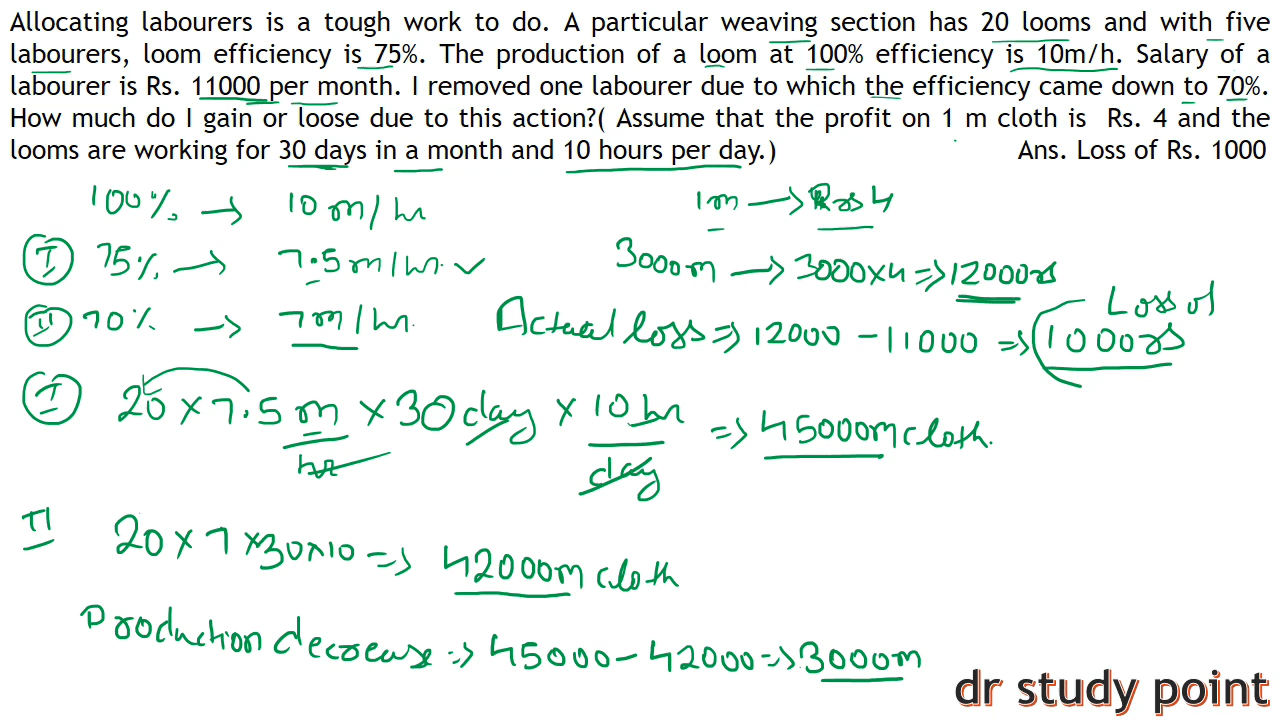 Allocating labourers is a tough work to do. A particular weaving section has 20 looms and with five
labourers, loom efficiency is 75%. The production of a loom at 100% efficiency is 10m/h. Salary of a
labourer is Rs. 11000 per month. I removed one labourer due to which the efficiency came down to 70%.
How much do I gain or loose due to this action?( Assume that the profit on 1 m cloth is Rs. 4 and the
looms are working for 30 days in a month and 10 hours per day.) Ans. Loss of Rs. 1000
100% → 10 m/hr
I 75% → 7.5 m/hr. ✓
II 70% → 7 m/hr.
1m → Rs 4
3000m → 3000×4 ⇒ 12000rs
Actual loss ⇒ 12000 - 11000 ⇒ 1000rs
Loss of
I 20 × 7.5 m/hr × 30 day × 10 hr/day ⇒ 45000m cloth.
II 20 × 7 × 30 × 10 ⇒ 42000m cloth
Production decrease ⇒ 45000 - 42000 ⇒ 3000m
dr study point